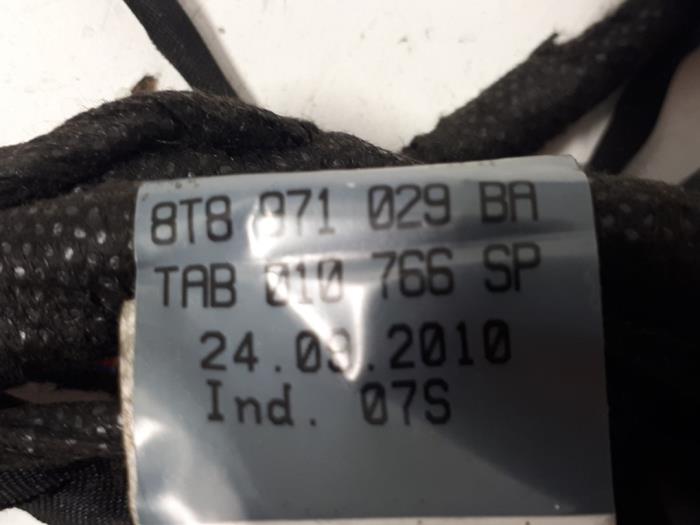 8T8 971 029 BA
TAB 010 766 SP
24.03.2010
Ind. 07S